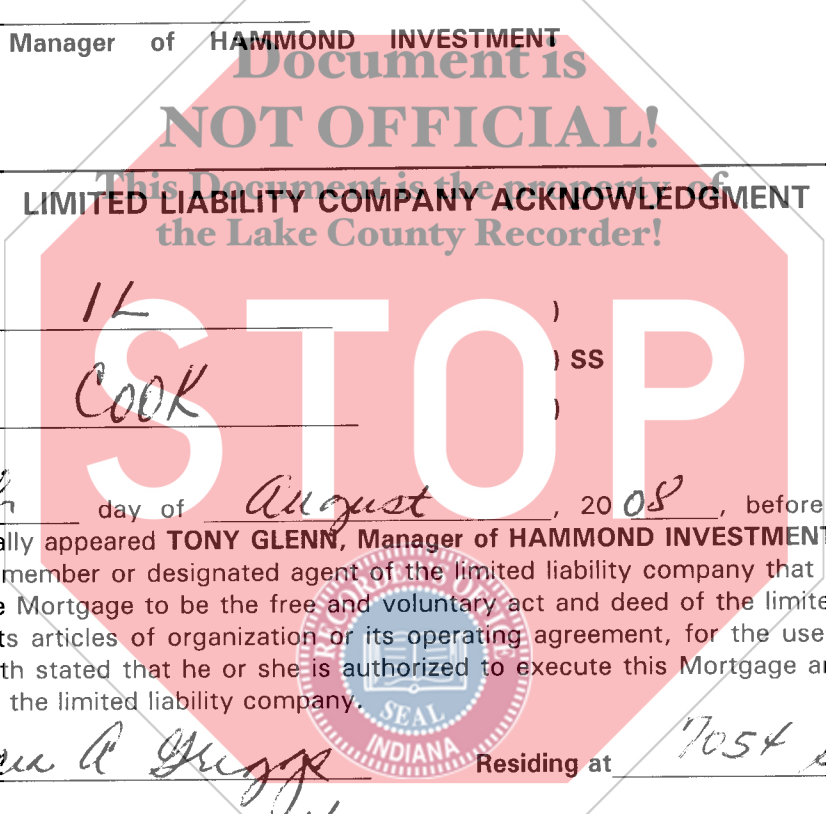 Manager of HAMMOND INVESTMENT
Document is
NOT OFFICIAL!
This Document is the property of
LIMITED LIABILITY COMPANY ACKNOWLEDGMENT
the Lake County Recorder!
IL )
) SS
COOK )
STOP
day of August, 2008, before
ally appeared TONY GLENN, Manager of HAMMOND INVESTMENT
member or designated agent of the limited liability company that
e Mortgage to be the free and voluntary act and deed of the limite
ts articles of organization or its operating agreement, for the use
th stated that he or she is authorized to execute this Mortgage an
the limited liability company.
SEAL
INDIANA
A Griggs Residing at 7054